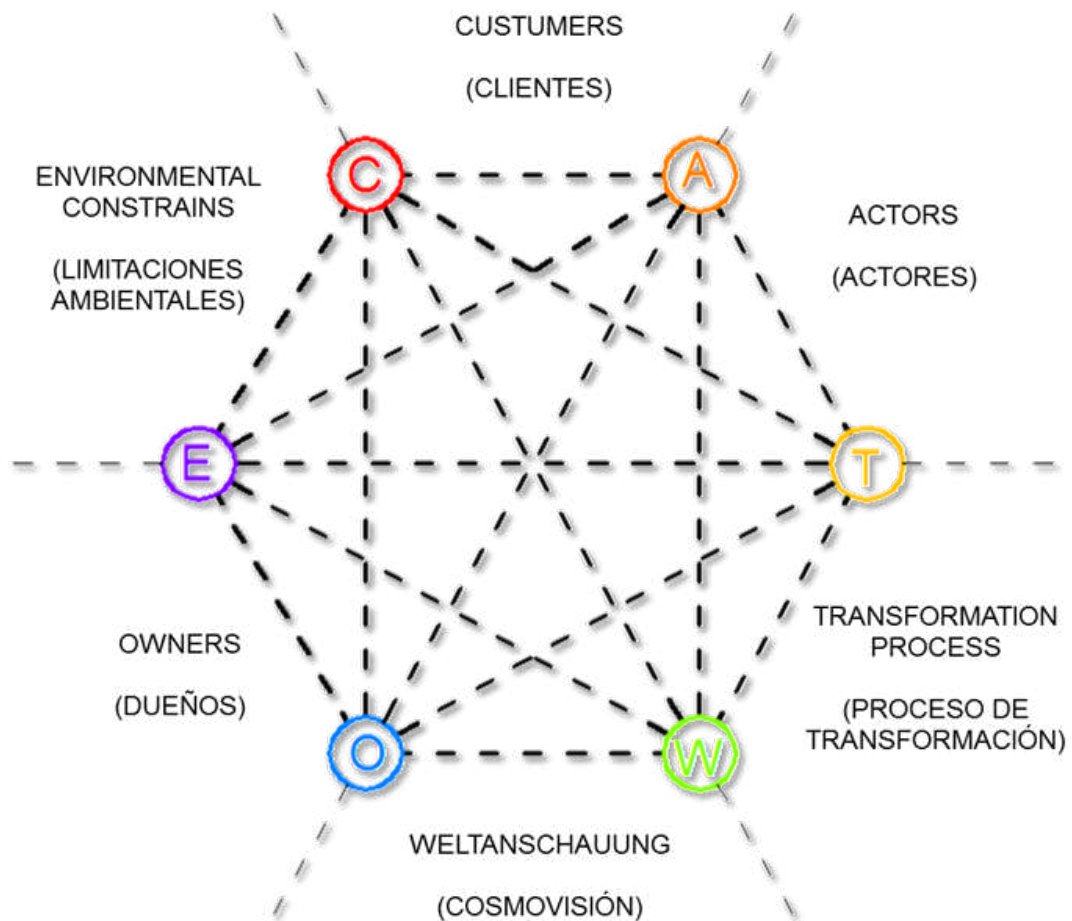 CUSTUMERS
(CLIENTES)
C
A
ENVIRONMENTAL
CONSTRAINS
(LIMITACIONES
AMBIENTALES)
ACTORS
(ACTORES)
E
T
OWNERS
(DUEÑOS)
TRANSFORMATION
PROCESS
(PROCESO DE
TRANSFORMACIÓN)
O
W
WELTANSCHAUUNG
(COSMOVISIÓN)